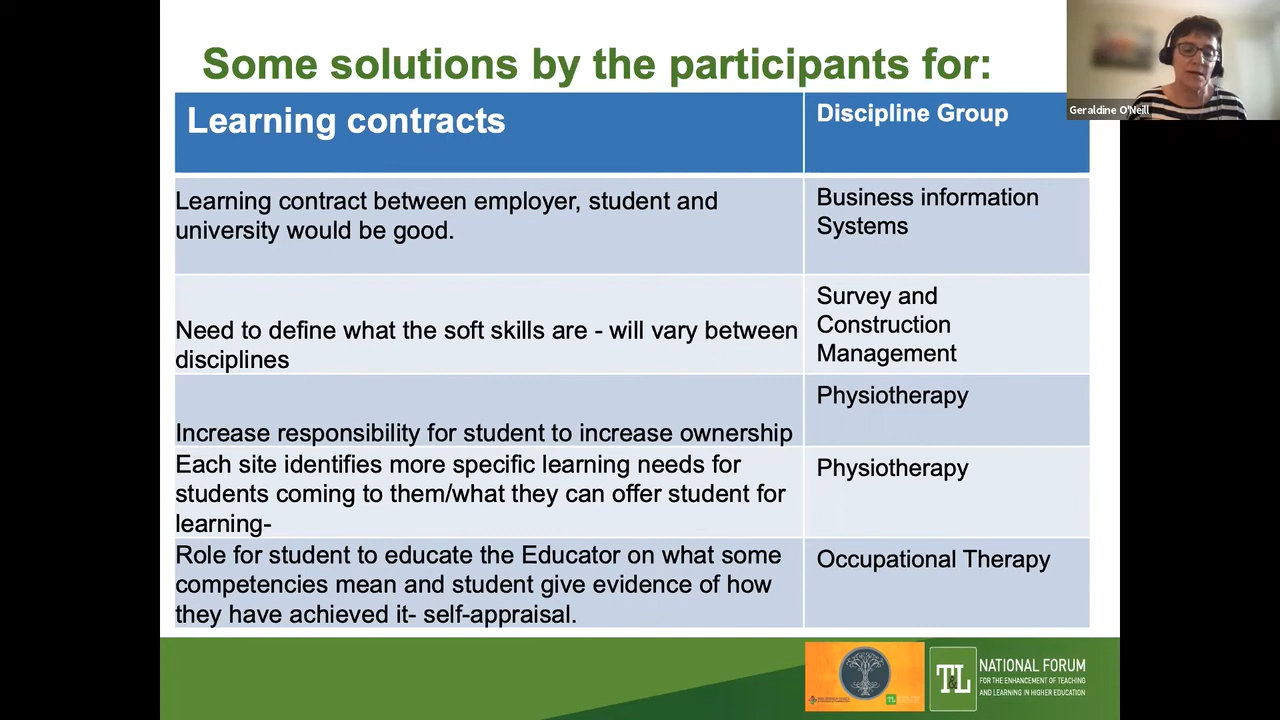 Some solutions by the participants for:
Geraldine O'Neill
Learning contracts
Discipline Group
Learning contract between employer, student and
university would be good.
Business information
Systems
Need to define what the soft skills are - will vary between
disciplines
Survey and
Construction
Management
Increase responsibility for student to increase ownership
Physiotherapy
Each site identifies more specific learning needs for
students coming to them/what they can offer student for
learning-
Physiotherapy
Role for student to educate the Educator on what some
competencies mean and student give evidence of how
they have achieved it- self-appraisal.
Occupational Therapy
T&L
NATIONAL FORUM
FOR THE ENHANCEMENT OF TEACHING
AND LEARNING IN HIGHER EDUCATION